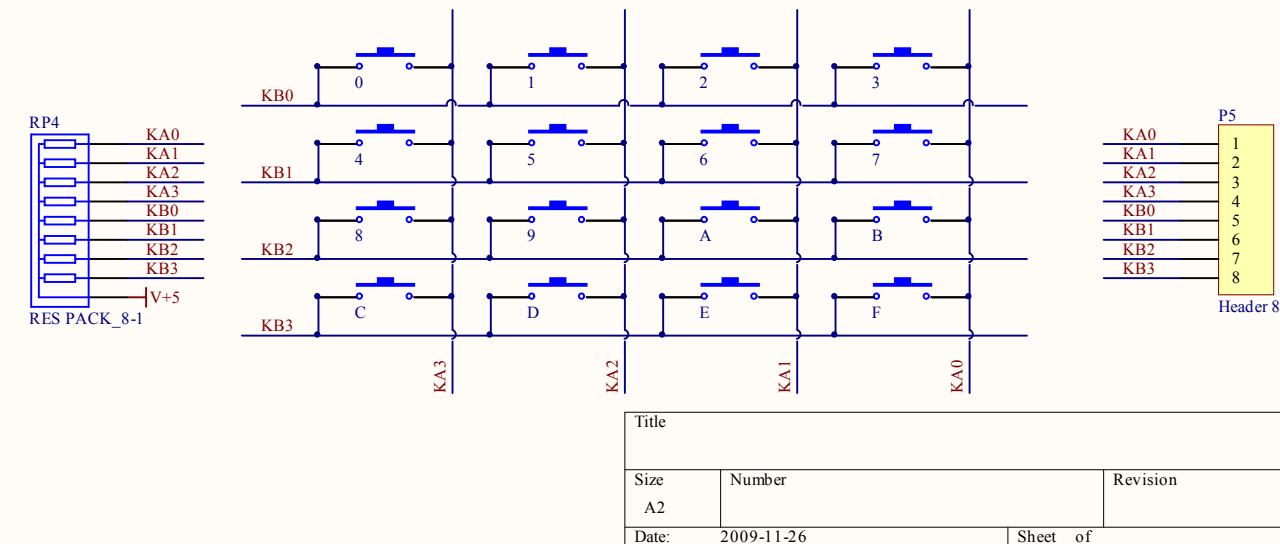 RP4
KA0
KA1
KA2
KA3
KB0
KB1
KB2
KB3
V+5
RES PACK_8-1
0 1 2 3
KB0
4 5 6 7
KB1
8 9 A B
KB2
C D E F
KB3
KA3 KA2 KA1 KA0
P5
KA0 1
KA1 2
KA2 3
KA3 4
KB0 5
KB1 6
KB2 7
KB3 8
Header 8
Title
Size Number Revision
A2
Date: 2009-11-26 Sheet of